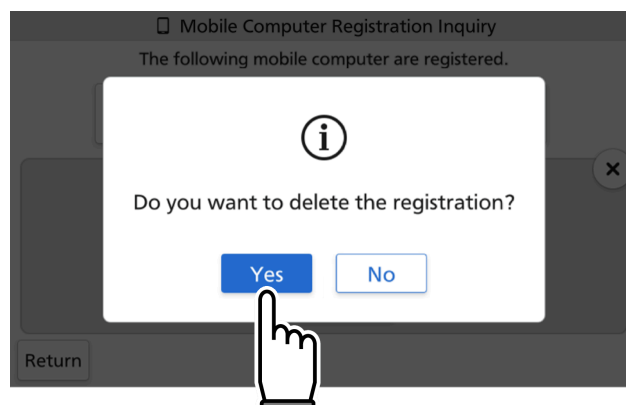 Mobile Computer Registration Inquiry
The following mobile computer are registered.
Do you want to delete the registration?
Yes No
Return